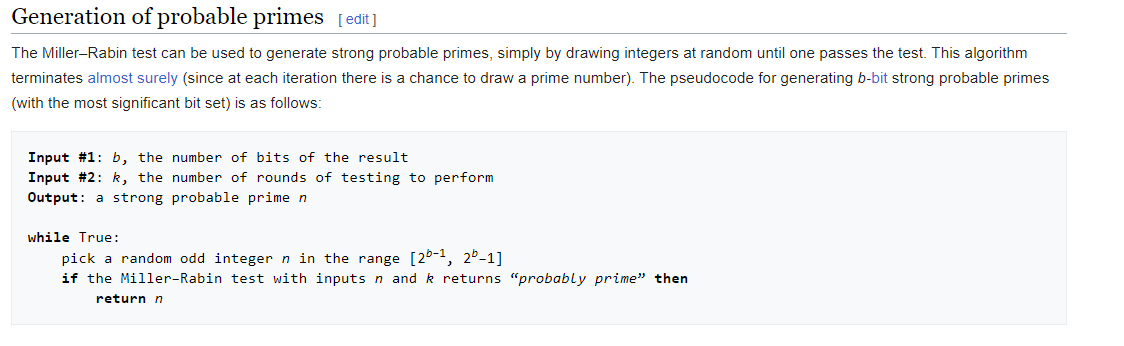 Generation of probable primes [ edit ]
The Miller–Rabin test can be used to generate strong probable primes, simply by drawing integers at random until one passes the test. This algorithm
terminates almost surely (since at each iteration there is a chance to draw a prime number). The pseudocode for generating b-bit strong probable primes
(with the most significant bit set) is as follows:
Input #1: b, the number of bits of the result
Input #2: k, the number of rounds of testing to perform
Output: a strong probable prime n
while True:
pick a random odd integer n in the range [2ᵇ⁻¹, 2ᵇ−1]
if the Miller–Rabin test with inputs n and k returns “probably prime” then
return n